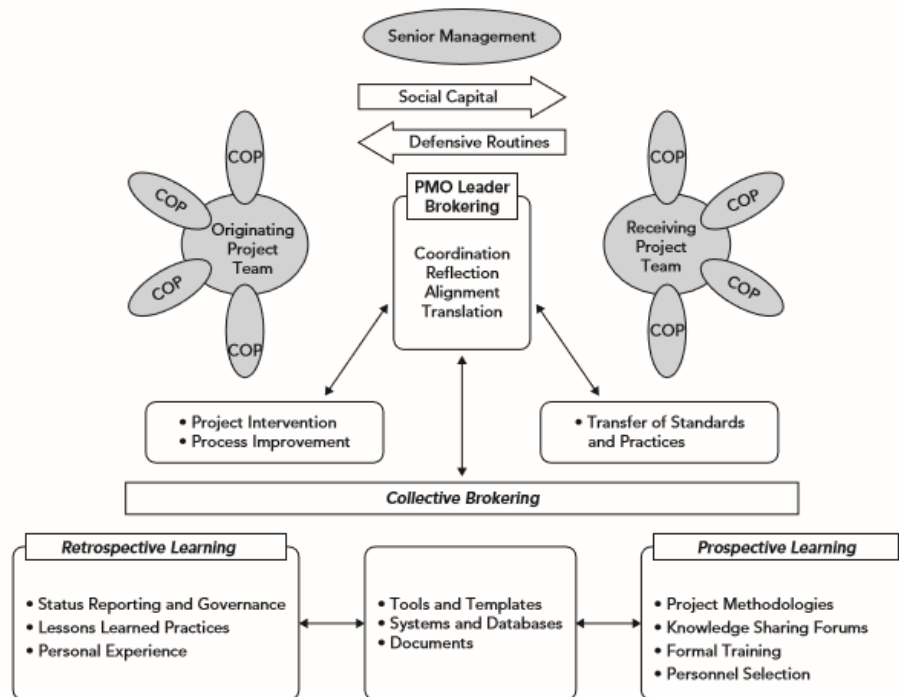 Senior Management
Social Capital
Defensive Routines
COP
COP
COP
COP
Originating
Project
Team
PMO Leader
Brokering
Coordination
Reflection
Alignment
Translation
COP
COP
COP
COP
Receiving
Project
Team
• Project Intervention
• Process Improvement
• Transfer of Standards
and Practices
Collective Brokering
Retrospective Learning
• Status Reporting and Governance
• Lessons Learned Practices
• Personal Experience
• Tools and Templates
• Systems and Databases
• Documents
Prospective Learning
• Project Methodologies
• Knowledge Sharing Forums
• Formal Training
• Personnel Selection